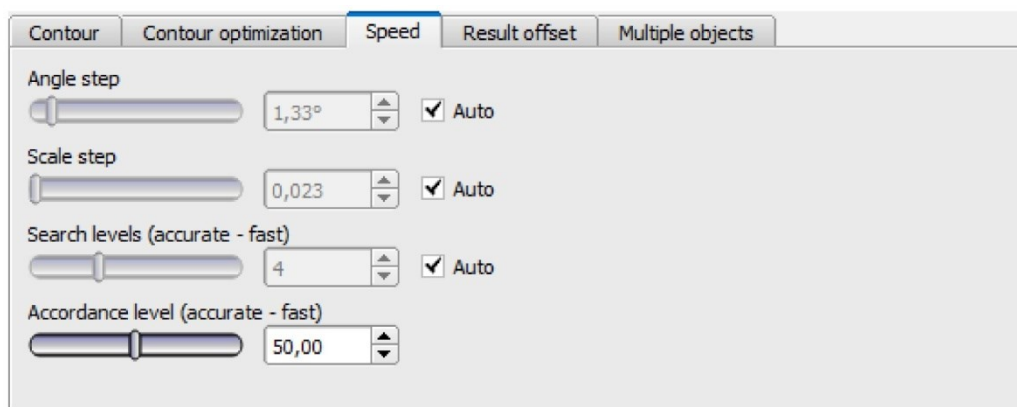 Contour Contour optimization Speed Result offset Multiple objects
Angle step
1,33° Auto
Scale step
0,023 Auto
Search levels (accurate - fast)
4 Auto
Accordance level (accurate - fast)
50,00